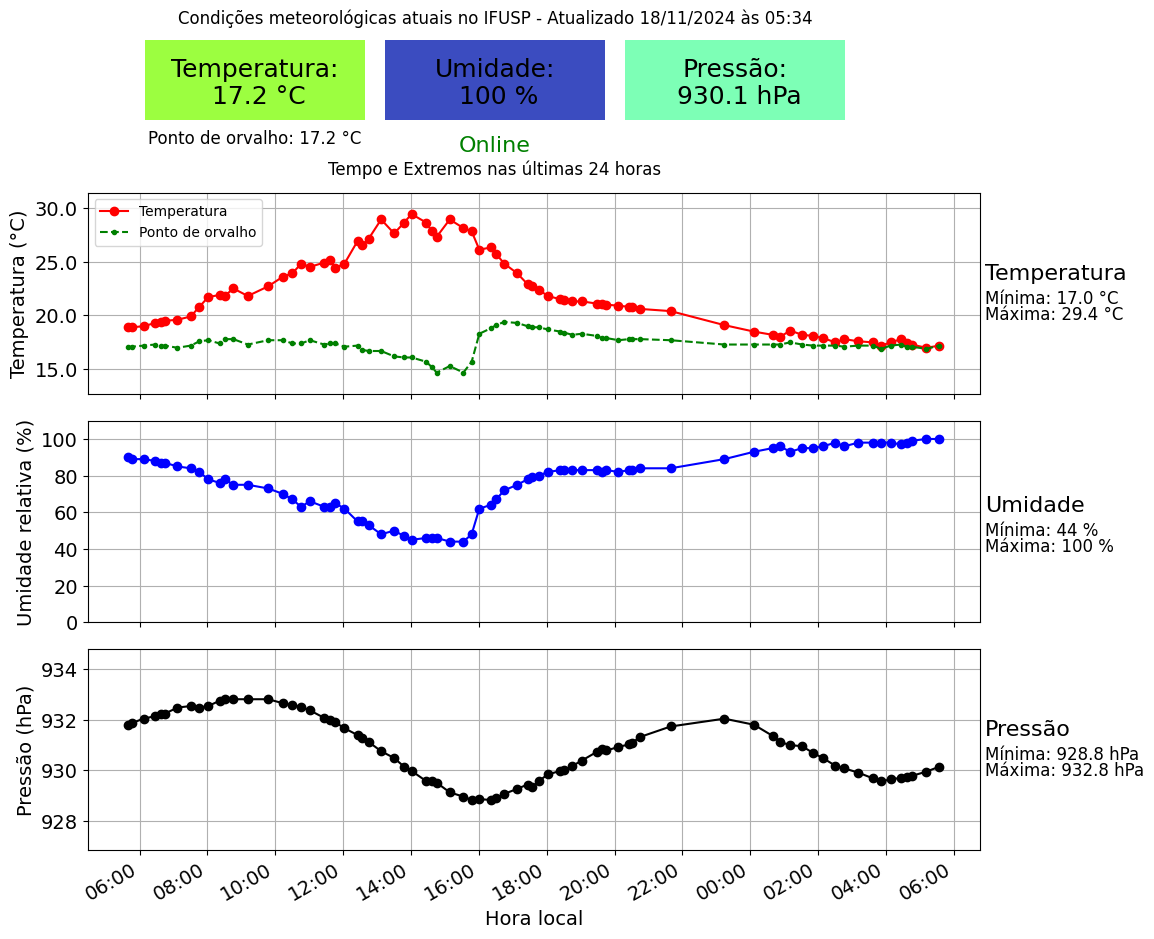 Condições meteorológicas atuais no IFUSP - Atualizado 18/11/2024 às 05:34
Temperatura:
17.2 °C
Umidade:
100 %
Pressão:
930.1 hPa
Ponto de orvalho: 17.2 °C
Online
Tempo e Extremos nas últimas 24 horas
Temperatura (°C)
30.0
25.0
20.0
15.0
Temperatura
Ponto de orvalho
Temperatura
Mínima: 17.0 °C
Máxima: 29.4 °C
Umidade relativa (%)
100
80
60
40
20
0
Umidade
Mínima: 44 %
Máxima: 100 %
Pressão (hPa)
934
932
930
928
Pressão
Mínima: 928.8 hPa
Máxima: 932.8 hPa
06:00 08:00 10:00 12:00 14:00 16:00 18:00 20:00 22:00 00:00 02:00 04:00 06:00
Hora local